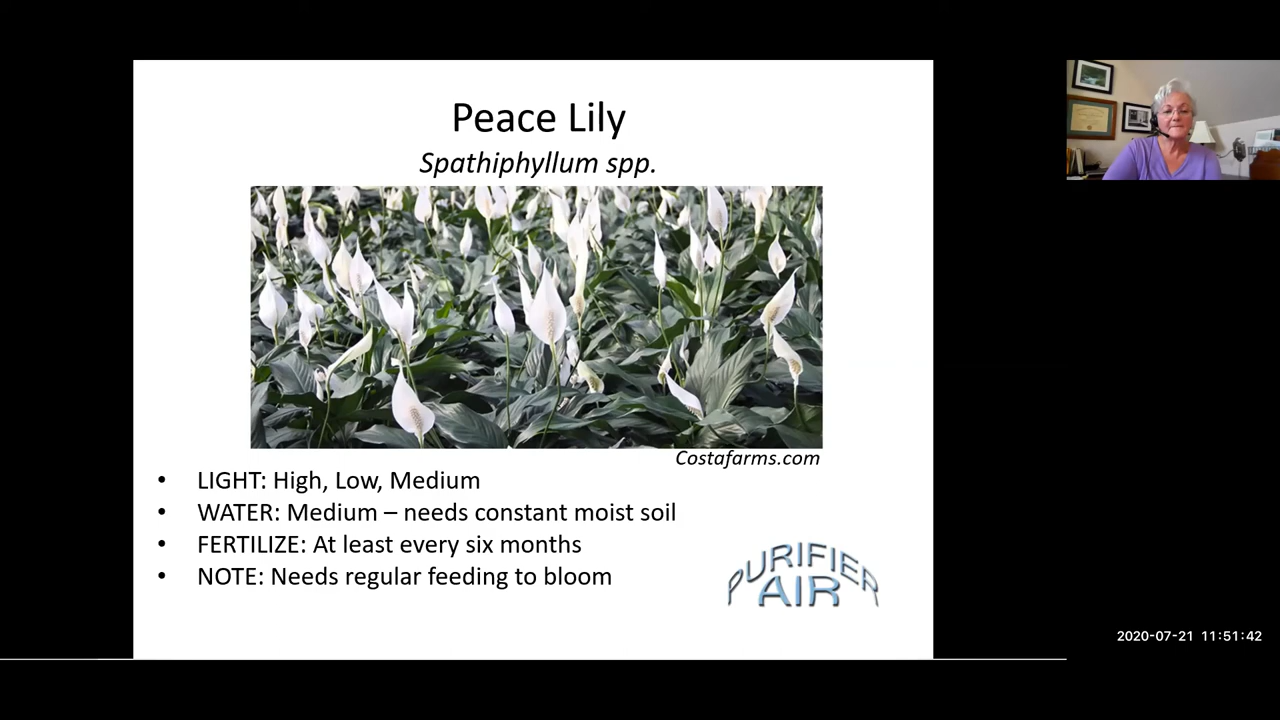 Peace Lily
Spathiphyllum spp.
Costafarms.com
• LIGHT: High, Low, Medium
• WATER: Medium – needs constant moist soil
• FERTILIZE: At least every six months
• NOTE: Needs regular feeding to bloom
PURIFIER
AIR
2020-07-21 11:51:42